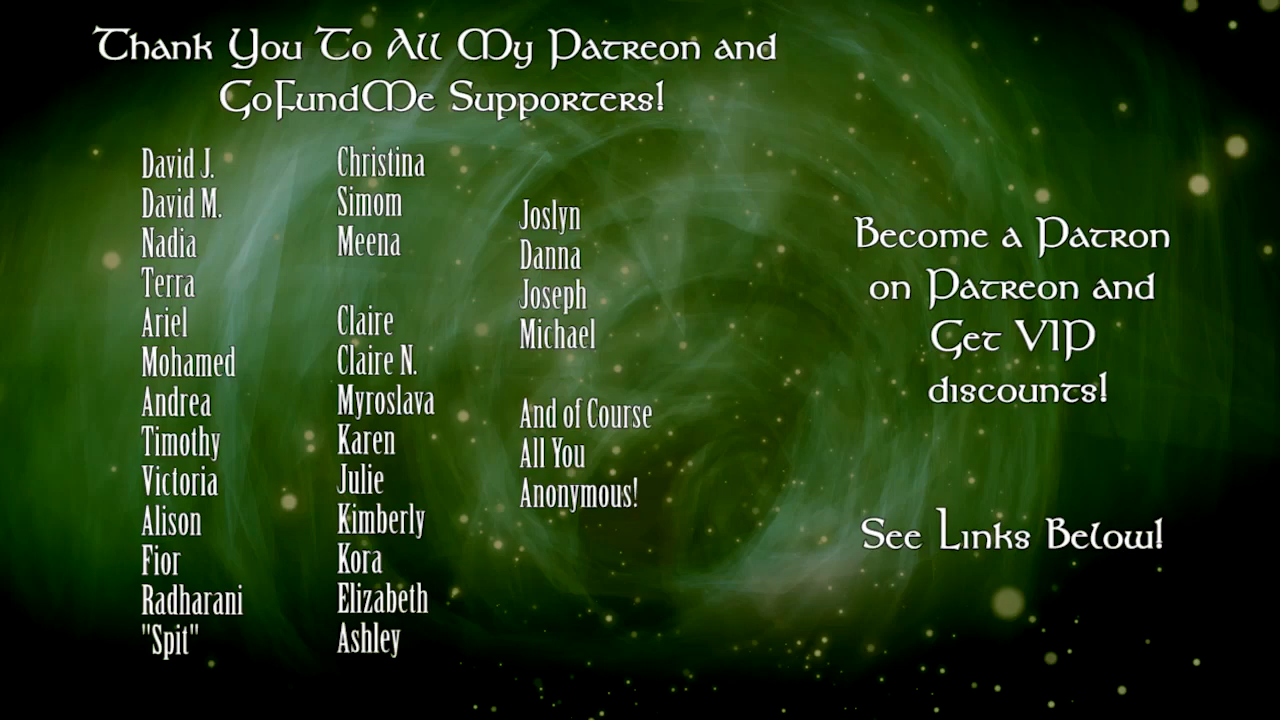 Thank You To All My Patreon and
GoFundMe Supporters!
David J.
David M.
Nadia
Terra
Ariel
Mohamed
Andrea
Timothy
Victoria
Alison
Fior
Radharani
"Spit"
Christina
Simom
Meena
Claire
Claire N.
Myroslava
Karen
Julie
Kimberly
Kora
Elizabeth
Ashley
Joslyn
Danna
Joseph
Michael
And of Course
All You
Anonymous!
Become a Patron
on Patreon and
Get VIP
discounts!
See Links Below!